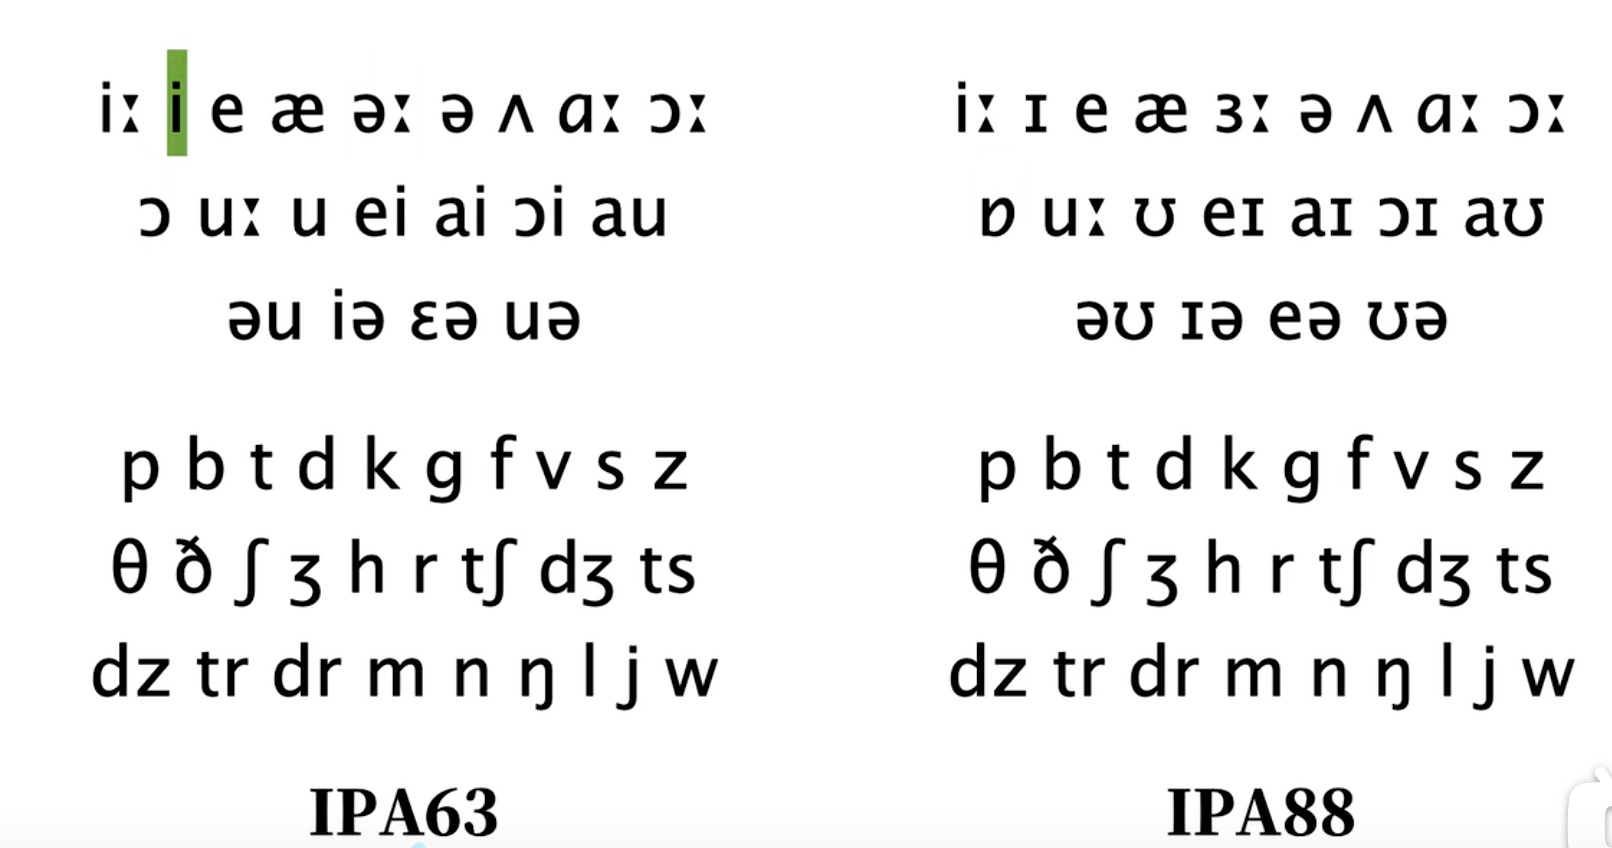 iː i e æ əː ə ʌ ɑː ɔː
ɔ uː u ei ai ɔi au
əu iə ɛə uə
p b t d k g f v s z
θ ð ʃ ʒ h r tʃ dʒ ts
dz tr dr m n ŋ l j w
IPA63
iː ɪ e æ ɜː ə ʌ ɑː ɔː
ɒ uː ʊ eɪ aɪ ɔɪ aʊ
əʊ ɪə eə ʊə
p b t d k g f v s z
θ ð ʃ ʒ h r tʃ dʒ ts
dz tr dr m n ŋ l j w
IPA88